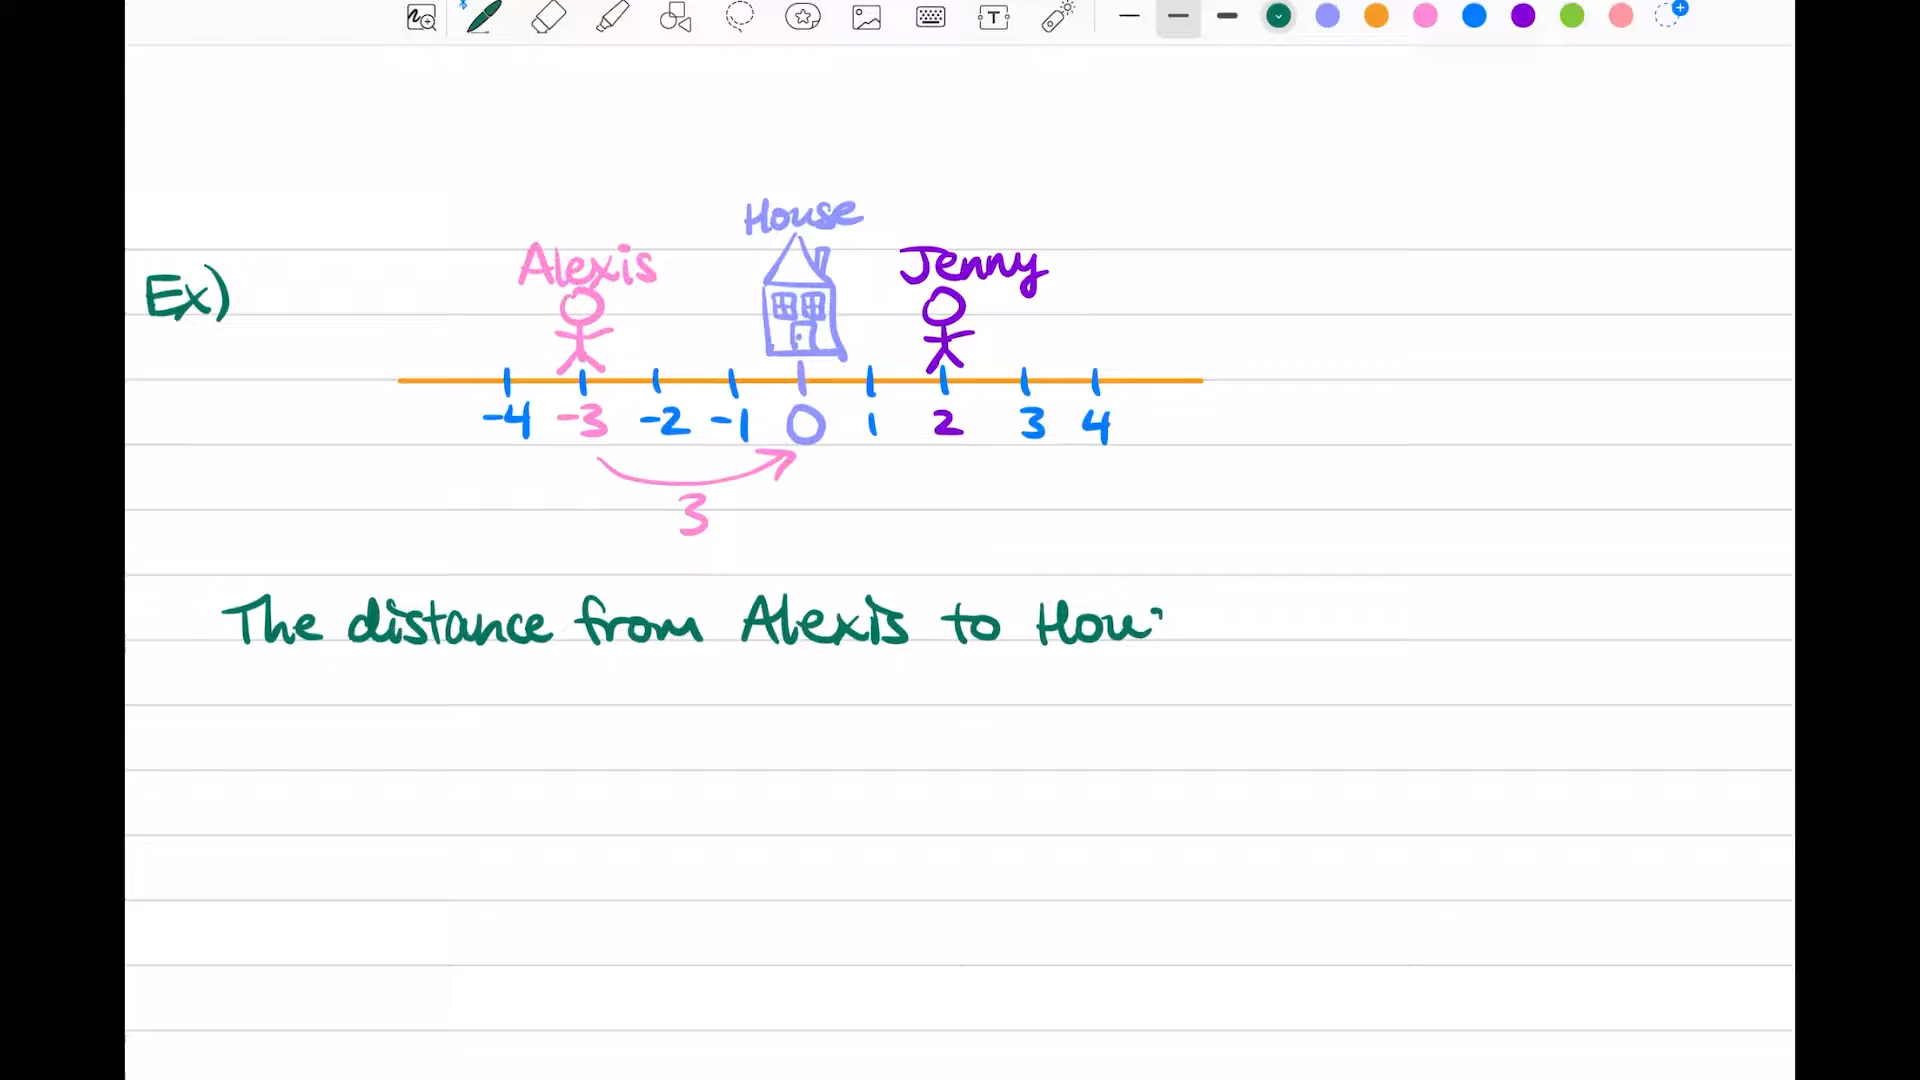 House
Alexis
Jenny
Ex)
-4 -3 -2 -1 0 1 2 3 4
3
The distance from Alexis to Hou